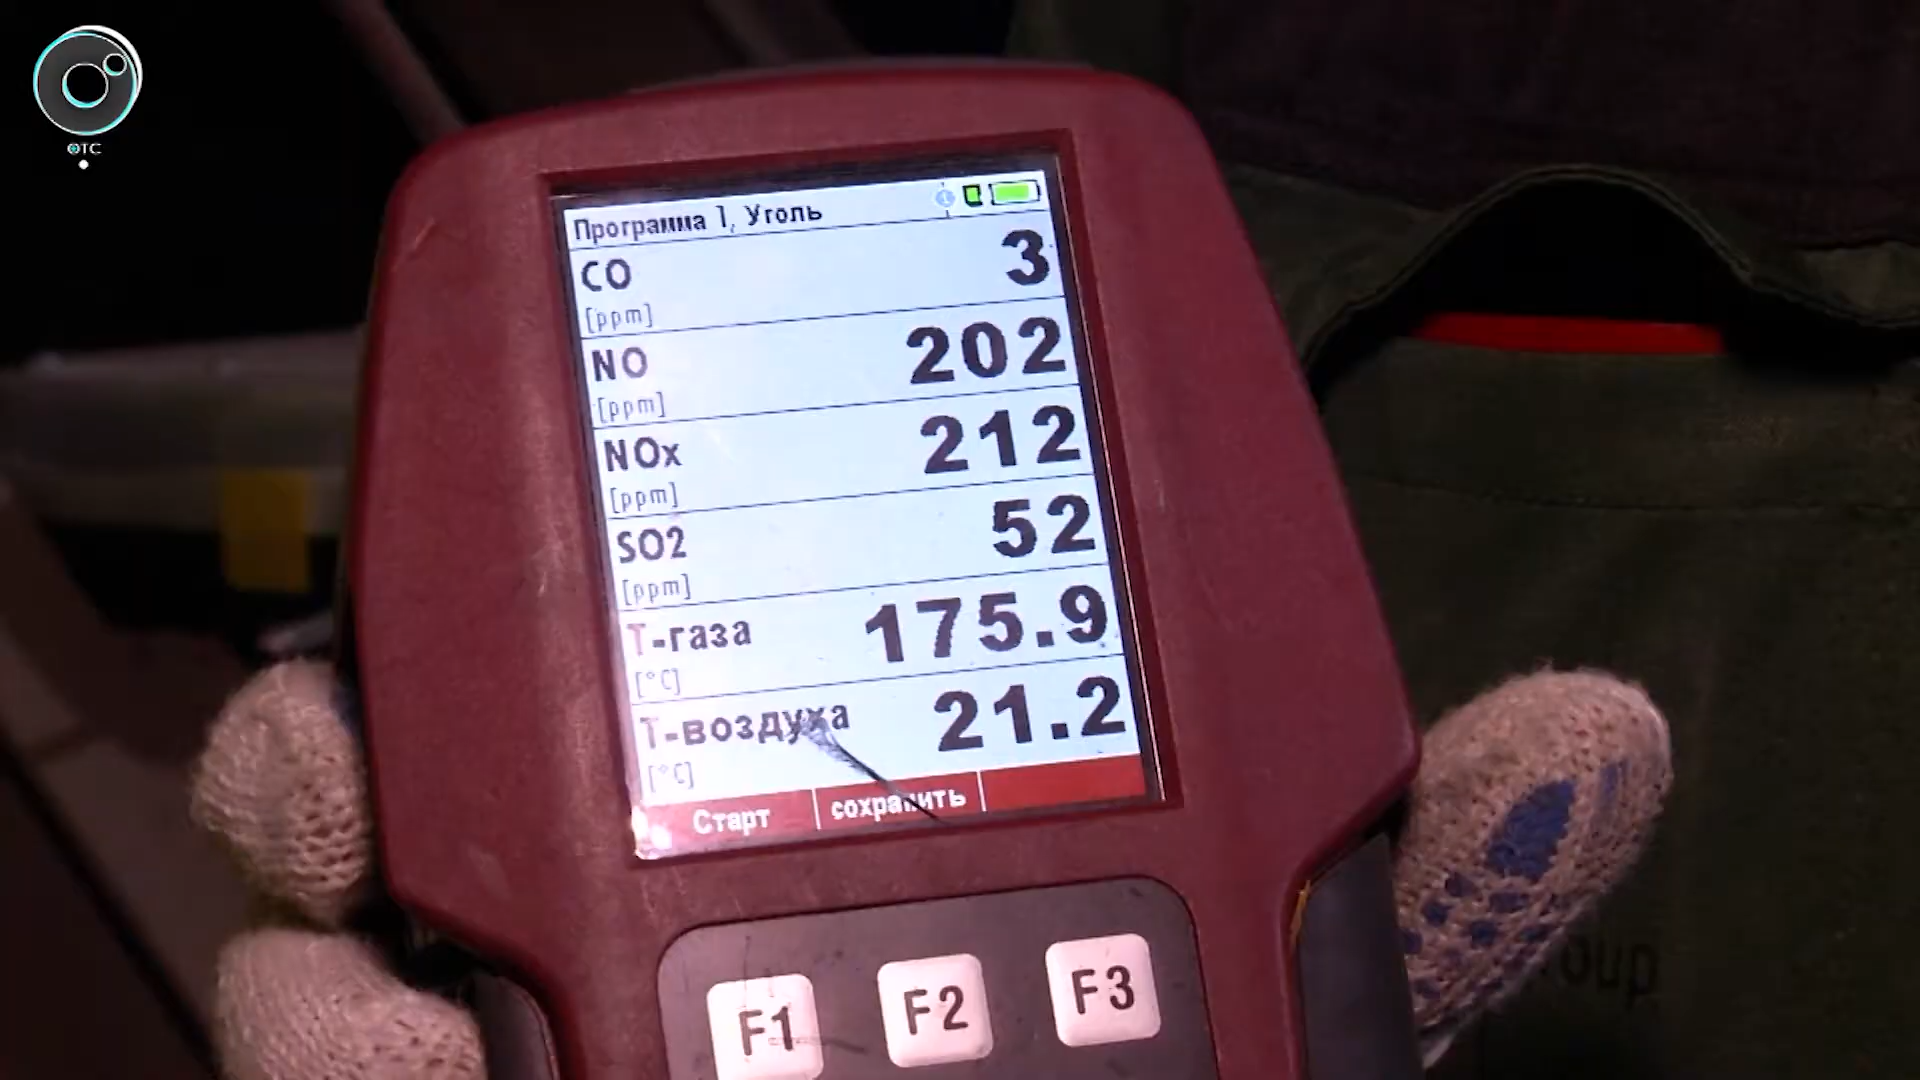 ОТС
Программа 1, Уголь
CO 3
[ppm]
NO 202
[ppm]
NOx 212
[ppm]
SO2 52
[ppm]
Т-газа 175.9
[°C]
Т-воздуха 21.2
[°C]
Старт сохранить
F1 F2 F3